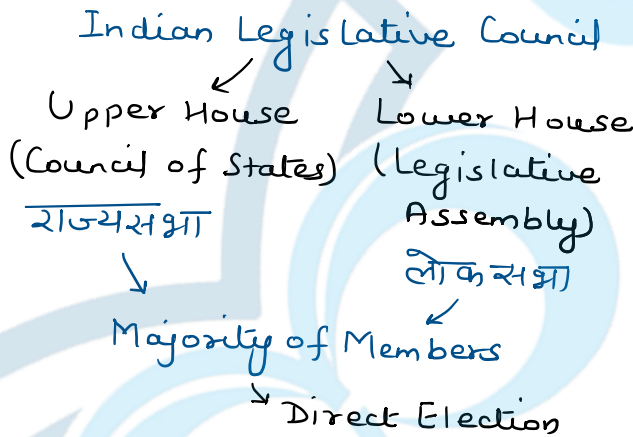 Indian Legislative Council
Upper House
(Council of States)
राज्यसभा
Lower House
(Legislative
Assembly)
लोकसभा
Majority of Members
Direct Election